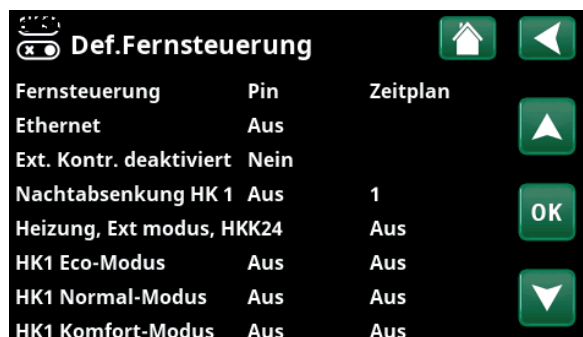 Def.Fernsteuerung
Fernsteuerung Pin Zeitplan
Ethernet Aus
Ext. Kontr. deaktiviert Nein
Nachtabsenkung HK 1 Aus 1
OK
Heizung, Ext modus, HKK24 Aus
HK1 Eco-Modus Aus Aus
HK1 Normal-Modus Aus Aus
HK1 Komfort-Modus Aus Aus